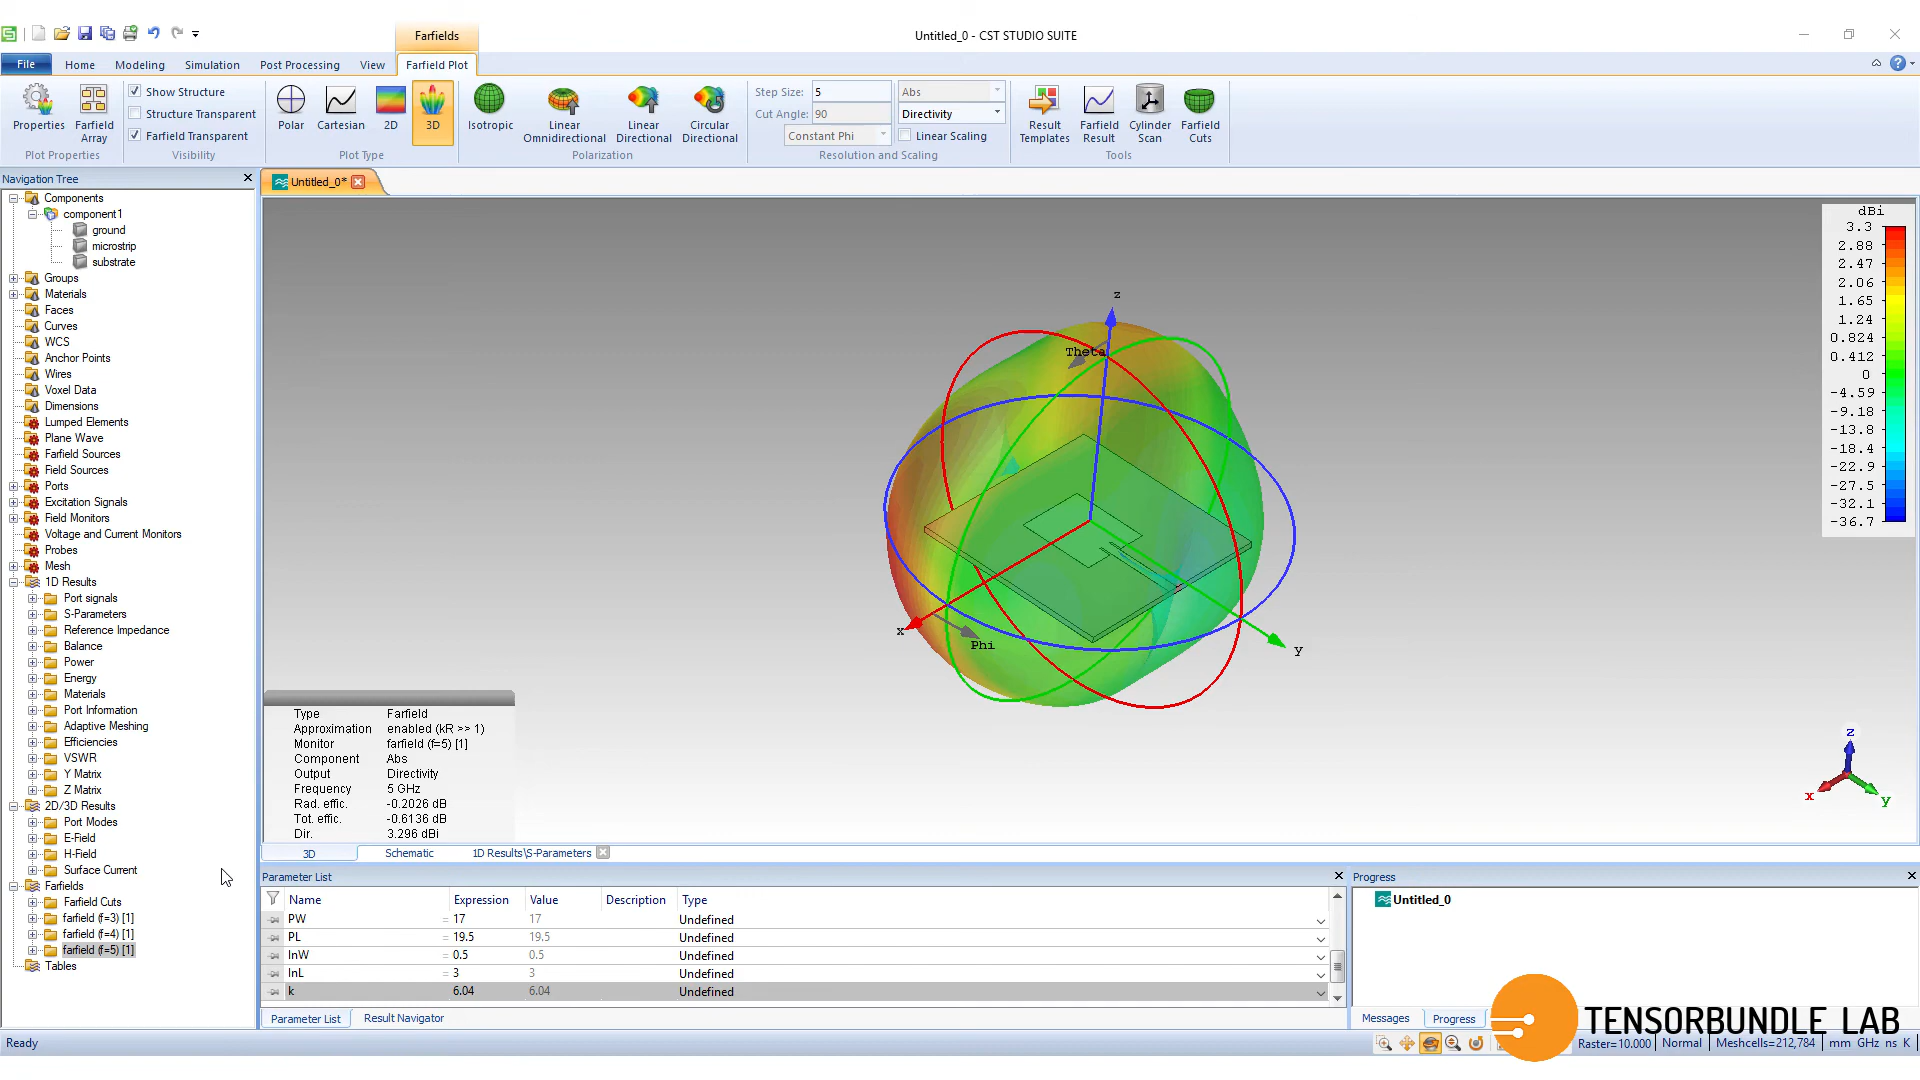 Farfields
Untitled_0 - CST STUDIO SUITE
File
Home
Modeling
Simulation
Post Processing
View
Farfield Plot
Properties
Farfield
Array
Plot Properties
Show Structure
Structure Transparent
Farfield Transparent
Visibility
Polar
Cartesian
2D
3D
Plot Type
Isotropic
Linear
Omnidirectional
Linear
Directional
Circular
Directional
Polarization
Step Size: 5
Abs
Cut Angle: 90
Directivity
Constant Phi
Linear Scaling
Resolution and Scaling
Result
Templates
Farfield
Result
Cylinder
Scan
Farfield
Cuts
Tools
Navigation Tree
Untitled_0*
Components
component1
ground
microstrip
substrate
Groups
Materials
Faces
Curves
WCS
Anchor Points
Wires
Voxel Data
Dimensions
Lumped Elements
Plane Wave
Farfield Sources
Field Sources
Ports
Excitation Signals
Field Monitors
Voltage and Current Monitors
Probes
Mesh
1D Results
Port signals
S-Parameters
Reference Impedance
Balance
Power
Energy
Materials
Port Information
Adaptive Meshing
Efficiencies
VSWR
Y Matrix
Z Matrix
2D/3D Results
Port Modes
E-Field
H-Field
Surface Current
Farfields
Farfield Cuts
farfield (f=3) [1]
farfield (f=4) [1]
farfield (f=5) [1]
Tables
z
Theta
x
Phi
y
dBi
3.3
2.88
2.47
2.06
1.65
1.24
0.824
0.412
0
-4.59
-9.18
-13.8
-18.4
-22.9
-27.5
-32.1
-36.7
z
x
y
Type Farfield
Approximation enabled (kR >> 1)
Monitor farfield (f=5) [1]
Component Abs
Output Directivity
Frequency 5 GHz
Rad. effic. -0.2026 dB
Tot. effic. -0.6136 dB
Dir. 3.296 dBi
3D
Schematic
1D Results\S-Parameters
Parameter List
Name Expression Value Description Type
PW = 17 17 Undefined
PL = 19.5 19.5 Undefined
InW = 0.5 0.5 Undefined
InL = 3 3 Undefined
k 6.04 6.04 Undefined
Parameter List
Result Navigator
Progress
Untitled_0
Messages
Progress
TENSORBUNDLE LAB
Ready
Raster=10.000 Normal Meshcells=212,784 mm GHz ns K